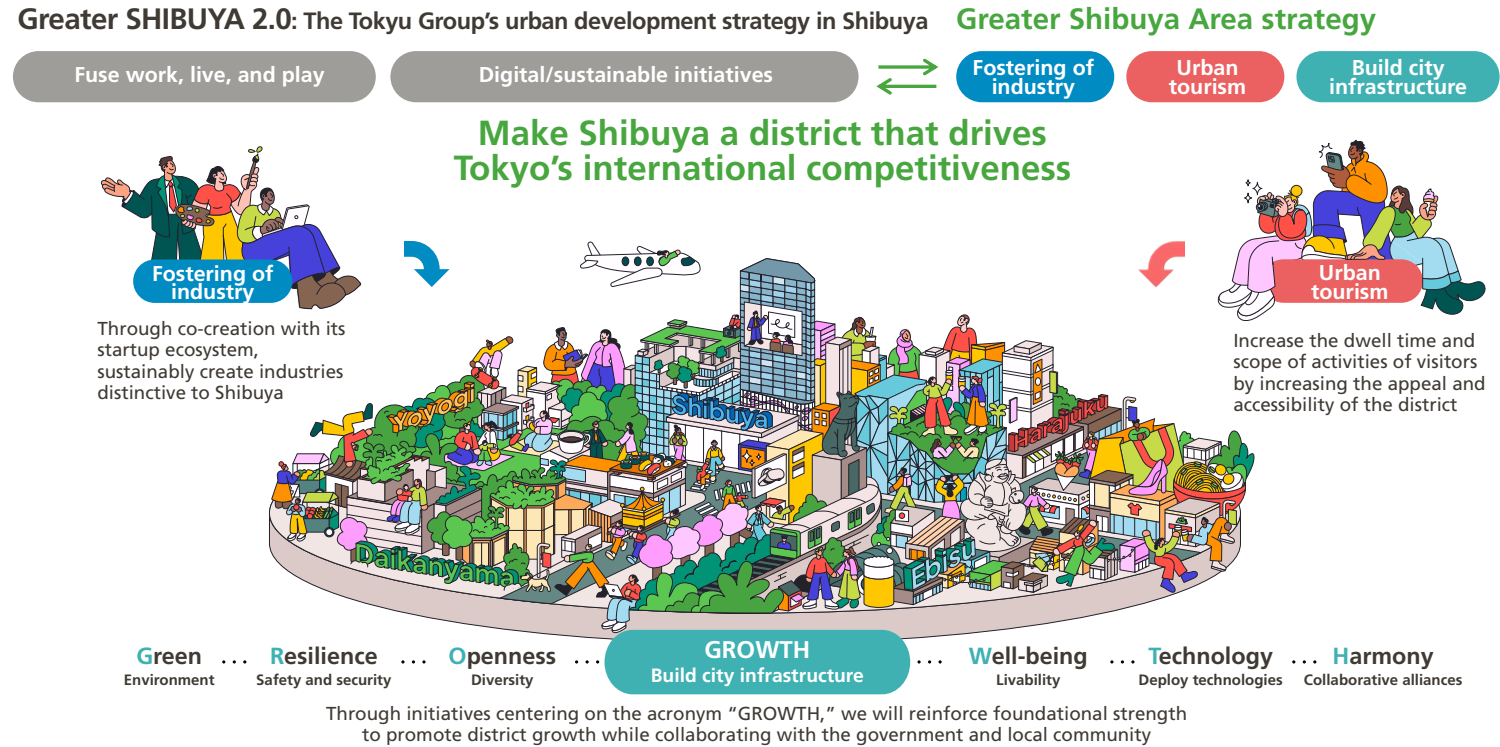 Greater SHIBUYA 2.0: The Tokyu Group's urban development strategy in Shibuya
Greater Shibuya Area strategy
Fuse work, live, and play
Digital/sustainable initiatives
Fostering of
industry
Urban
tourism
Build city
infrastructure
Make Shibuya a district that drives
Tokyo's international competitiveness
Fostering of
industry
Through co-creation with its
startup ecosystem,
sustainably create industries
distinctive to Shibuya
Urban
tourism
Increase the dwell time and
scope of activities of visitors
by increasing the appeal and
accessibility of the district
Yoyogi
Shibuya
Harajuku
Daikanyama
Ebisu
Green
Environment
...
Resilience
Safety and security
...
Openness
Diversity
...
GROWTH
Build city infrastructure
...
Well-being
Livability
...
Technology
Deploy technologies
...
Harmony
Collaborative alliances
Through initiatives centering on the acronym “GROWTH,” we will reinforce foundational strength
to promote district growth while collaborating with the government and local community